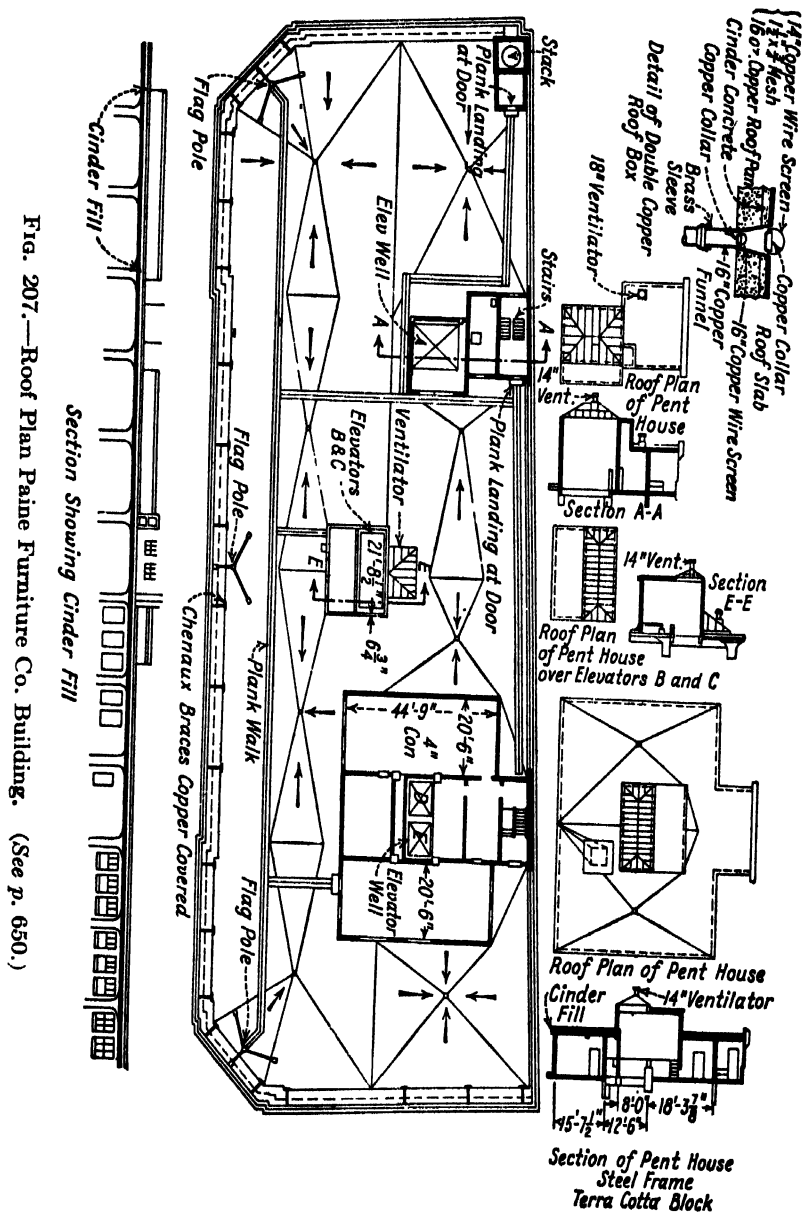 14" Copper Wire Screen
1½ x ¾ Mesh
16 oz. Copper Roof Pan
Cinder Concrete
Copper Collar
Brass
Sleeve
Copper Collar
Roof Slab
16" Copper Wire Screen
16" Copper
Funnel
Detail of Double Copper
Roof Box
18" Ventilator
Roof Plan
of Pent
House
14"
Vent.
Section A-A
14" Vent.
Section
E-E
Roof Plan
of Pent House
over Elevators B and C
Roof Plan of Pent House
Cinder
Fill
14" Ventilator
15'-7½"
12'-6"
8'-0"
18'-3⅞"
Section of Pent House
Steel Frame
Terra Cotta Block
Stack
Plank Landing
at Door
Flag Pole
Elev Well
Stairs
A
A
Plank Landing at Door
Ventilator
Elevators
B & C
E
E
21'-8½"
6¾"
Flag Pole
Plank Walk
Chenaux Braces Copper Covered
44'-9"
20'-6"
4"
Con
Elevator
Well
20'-6"
Flag Pole
Cinder Fill
Section Showing Cinder Fill
FIG. 207.—Roof Plan Paine Furniture Co. Building. (See p. 650.)